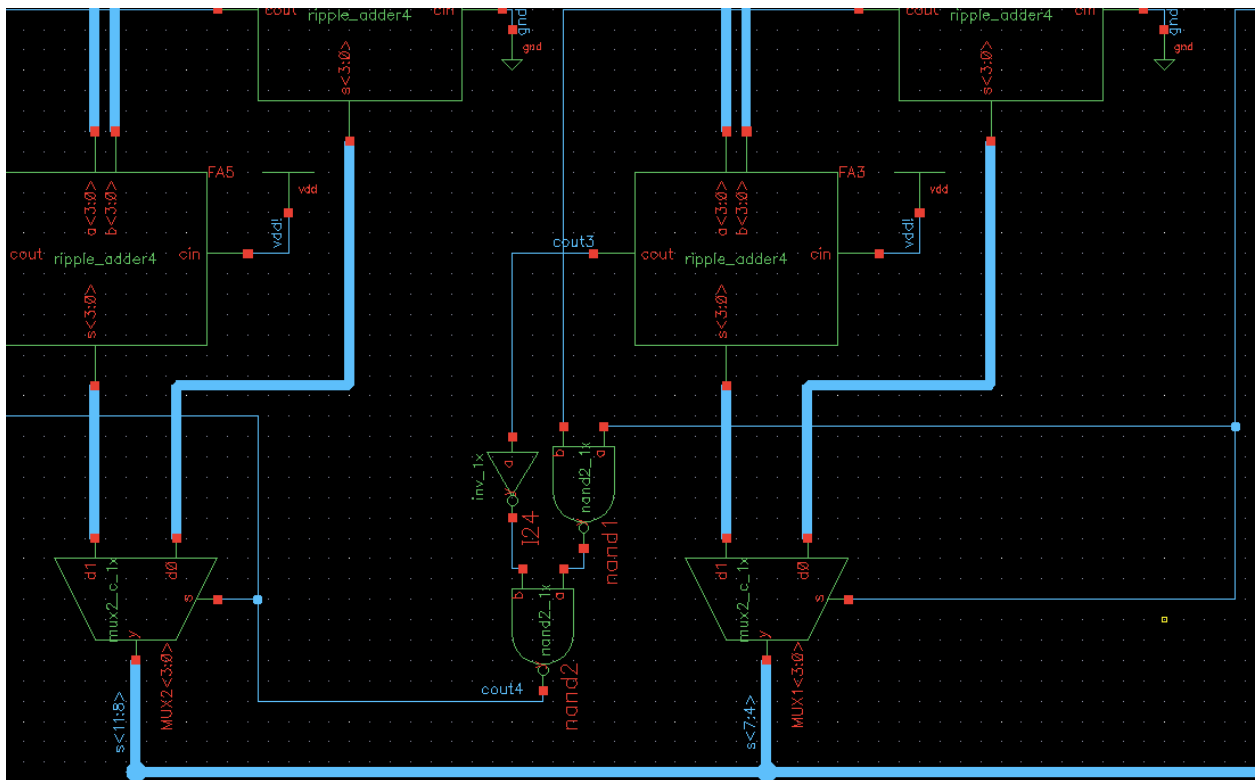 cout ripple_adder4 cin
gnd
gnd
s<3:0>
cout ripple_adder4 cin
gnd
gnd
s<3:0>
FA5
vdd
vdd!
a<3:0>
b<3:0>
cout ripple_adder4 cin
s<3:0>
FA3
vdd
vdd!
cout3
a<3:0>
b<3:0>
cout ripple_adder4 cin
s<3:0>
inv_1x
a
y
I24
b
a
nand2_1x
y
nand1
b
a
nand2_1x
y
nand2
cout4
d1
d0
mux2_c_1x
s
y
MUX2<3:0>
s<11:8>
d1
d0
mux2_c_1x
s
y
MUX1<3:0>
s<7:4>